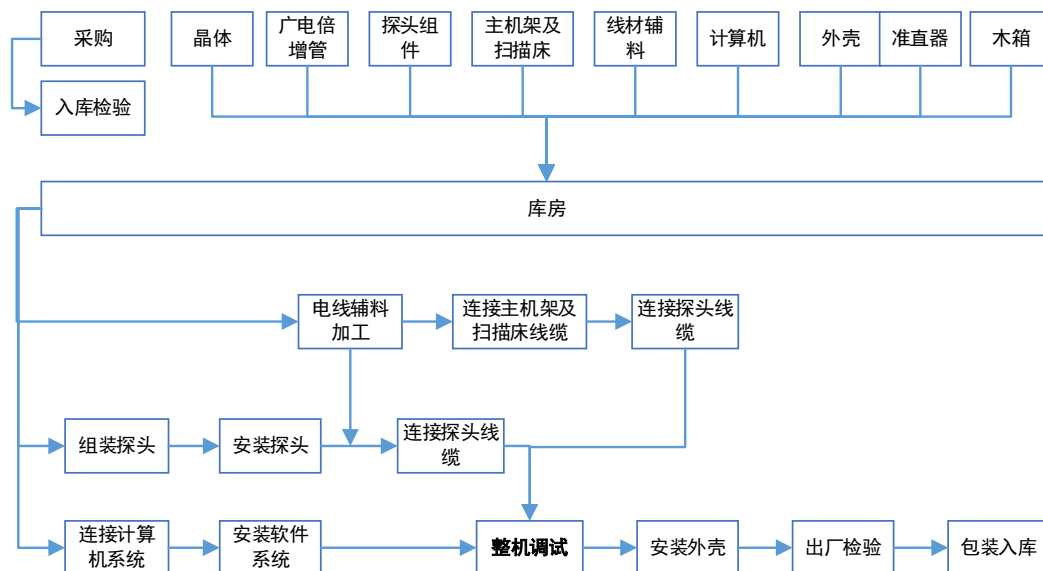 采购
晶体
广电倍
增管
探头组
件
主机架及
扫描床
线材辅
料
计算机
外壳
准直器
木箱
入库检验
库房
电线辅料
加工
连接主机架及
扫描床线缆
连接探头线
缆
组装探头
安装探头
连接探头线
缆
连接计算
机系统
安装软件
系统
整机调试
安装外壳
出厂检验
包装入库